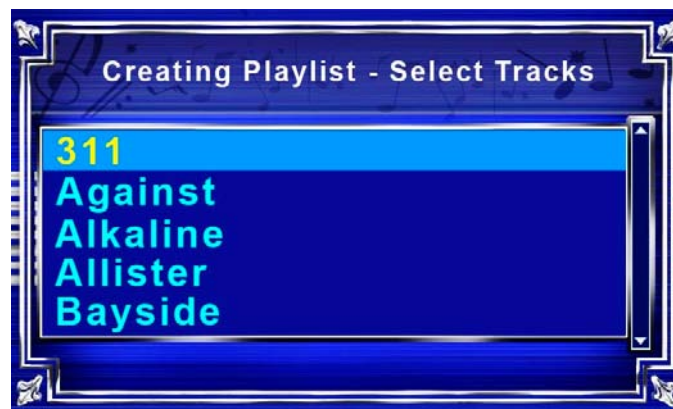 Creating Playlist - Select Tracks
311
Against
Alkaline
Allister
Bayside